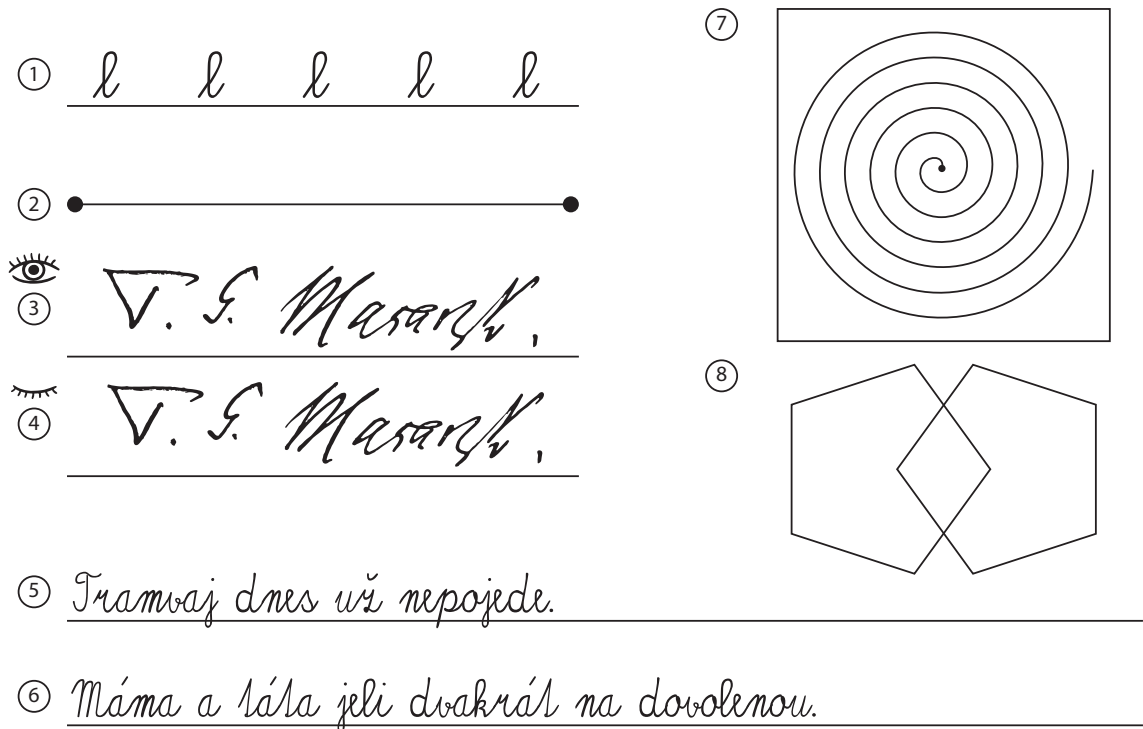 1 l l l l l
2
3 T. G. Masaryk,
4 T. G. Masaryk,
5 Tramvaj dnes už nepojede.
6 Máma a táta jeli dvakrát na dovolenou.
7
8